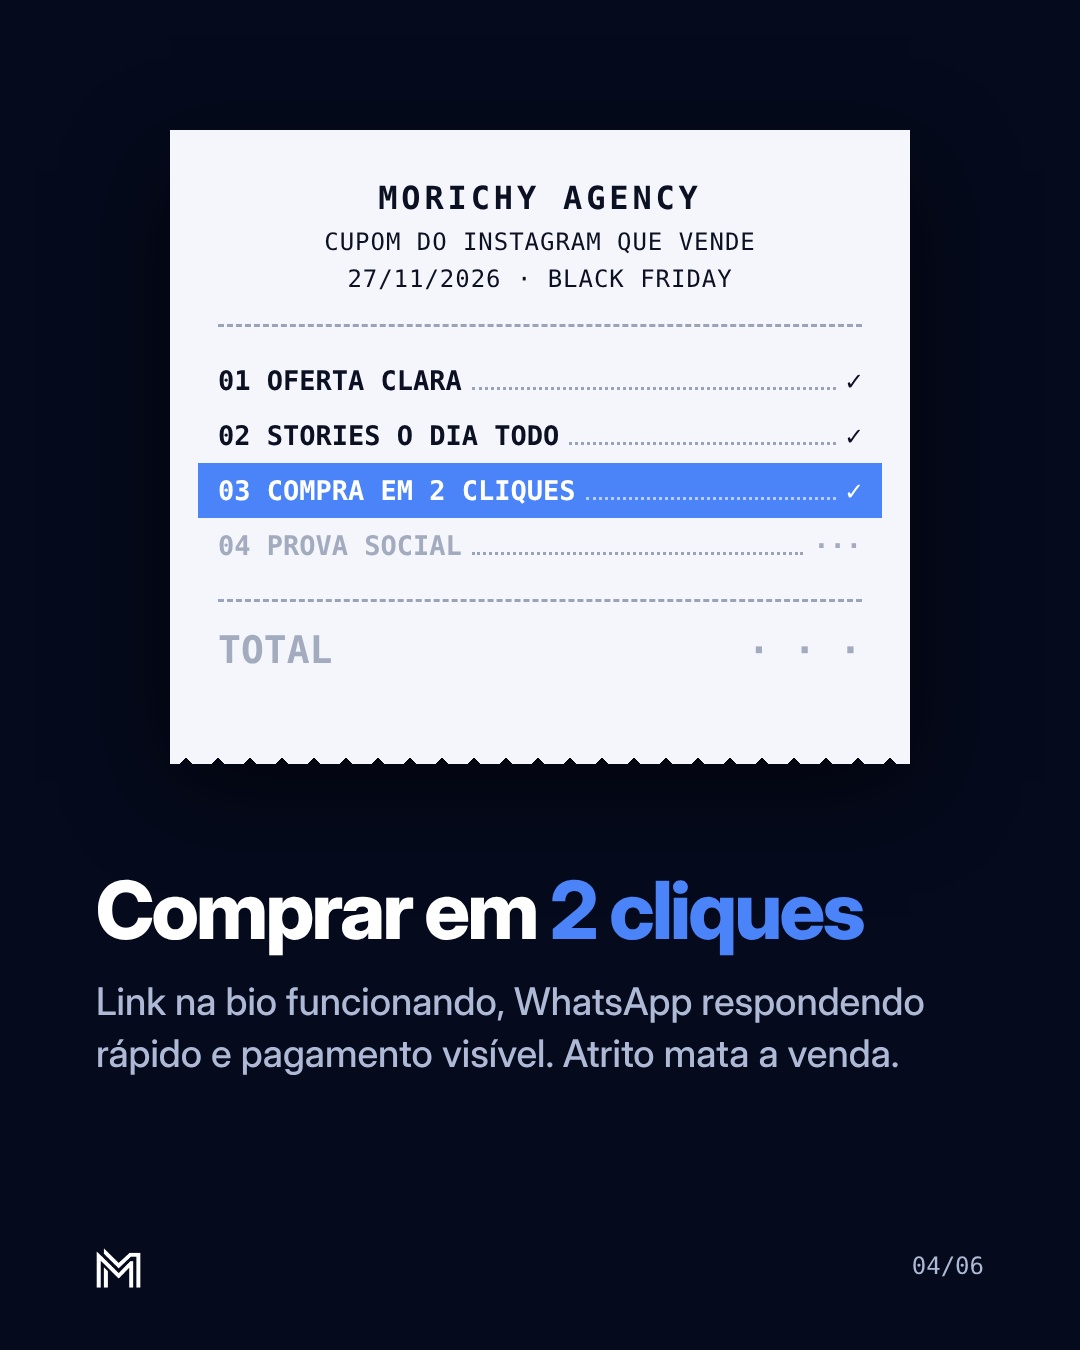 MORICHY AGENCY
CUPOM DO INSTAGRAM QUE VENDE
27/11/2026 · BLACK FRIDAY
01 OFERTA CLARA ✓
02 STORIES O DIA TODO ✓
03 COMPRA EM 2 CLIQUES ✓
04 PROVA SOCIAL ...
TOTAL . . .
Comprar em 2 cliques
Link na bio funcionando, WhatsApp respondendo
rápido e pagamento visível. Atrito mata a venda.
M
04/06